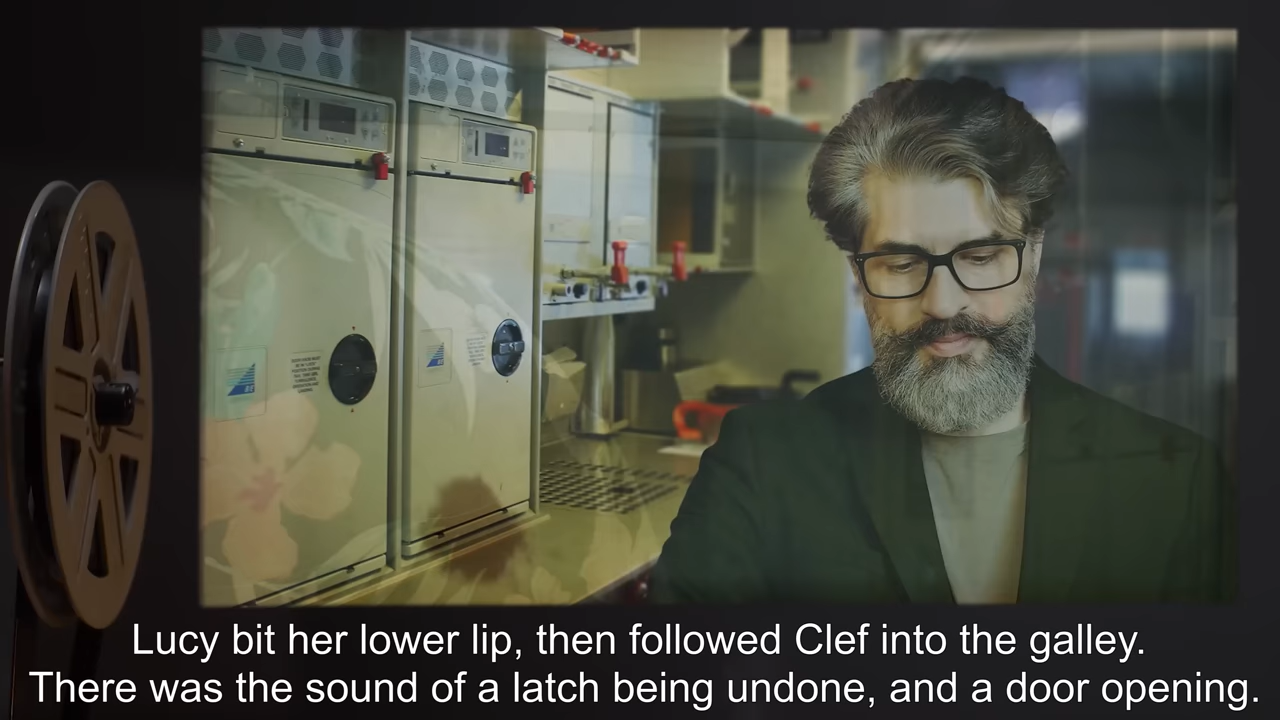 Lucy bit her lower lip, then followed Clef into the galley.
There was the sound of a latch being undone, and a door opening.